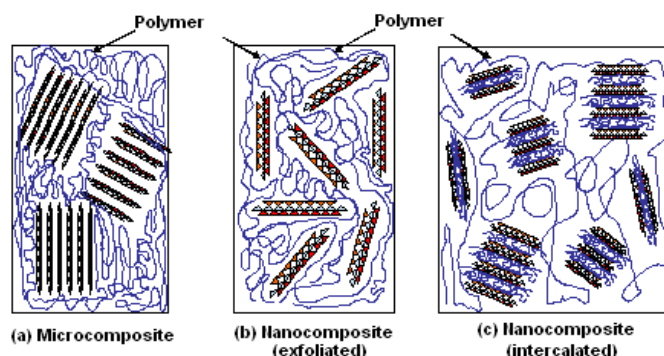 Polymer
Polymer
(a) Microcomposite
(b) Nanocomposite
(exfoliated)
(c) Nanocomposite
(intercalated)